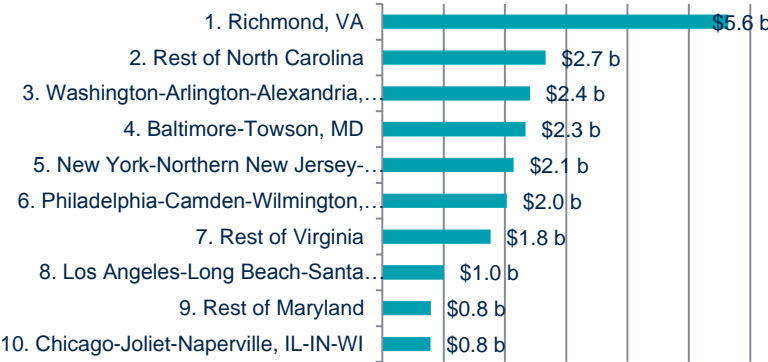 1. Richmond, VA $5.6 b
2. Rest of North Carolina $2.7 b
3. Washington-Arlington-Alexandria,… $2.4 b
4. Baltimore-Towson, MD $2.3 b
5. New York-Northern New Jersey-… $2.1 b
6. Philadelphia-Camden-Wilmington,… $2.0 b
7. Rest of Virginia $1.8 b
8. Los Angeles-Long Beach-Santa… $1.0 b
9. Rest of Maryland $0.8 b
10. Chicago-Joliet-Naperville, IL-IN-WI $0.8 b